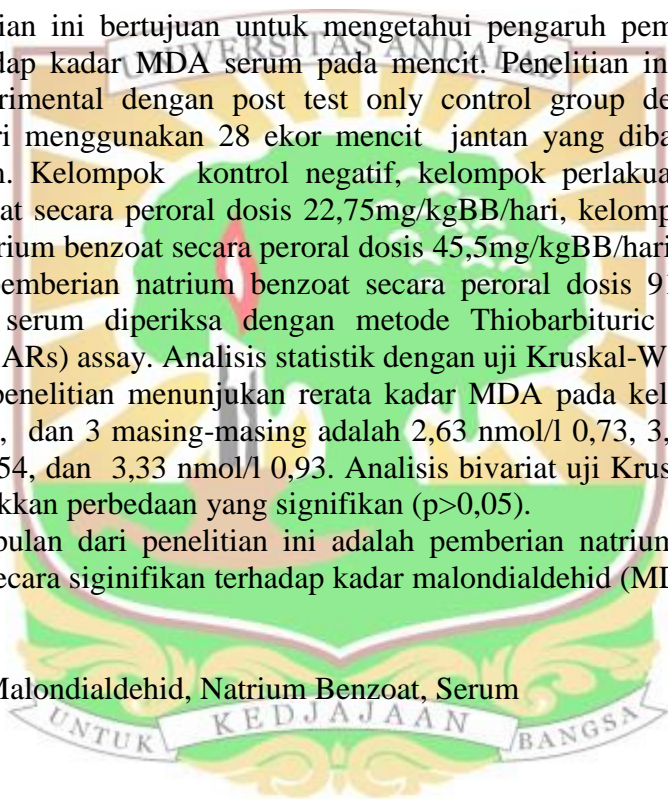 ian ini bertujuan untuk mengetahui pengaruh pem
UNIVERSITAS ANDALAS
dap kadar MDA serum pada mencit. Penelitian in
erimental dengan post test only control group de
ri menggunakan 28 ekor mencit jantan yang diba
n. Kelompok kontrol negatif, kelompok perlakua
at secara peroral dosis 22,75mg/kgBB/hari, kelomp
rium benzoat secara peroral dosis 45,5mg/kgBB/hari
pemberian natrium benzoat secara peroral dosis 91
serum diperiksa dengan metode Thiobarbituric
ARs) assay. Analisis statistik dengan uji Kruskal-W
penelitian menunjukan rerata kadar MDA pada kel
, dan 3 masing-masing adalah 2,63 nmol/l 0,73, 3,
54, dan 3,33 nmol/l 0,93. Analisis bivariat uji Krus
kkan perbedaan yang signifikan (p>0,05).
pulan dari penelitian ini adalah pemberian natrium
secara siginifikan terhadap kadar malondialdehid (MD
Malondialdehid, Natrium Benzoat, Serum
UNTUK KEDJAJAAN BANGSA